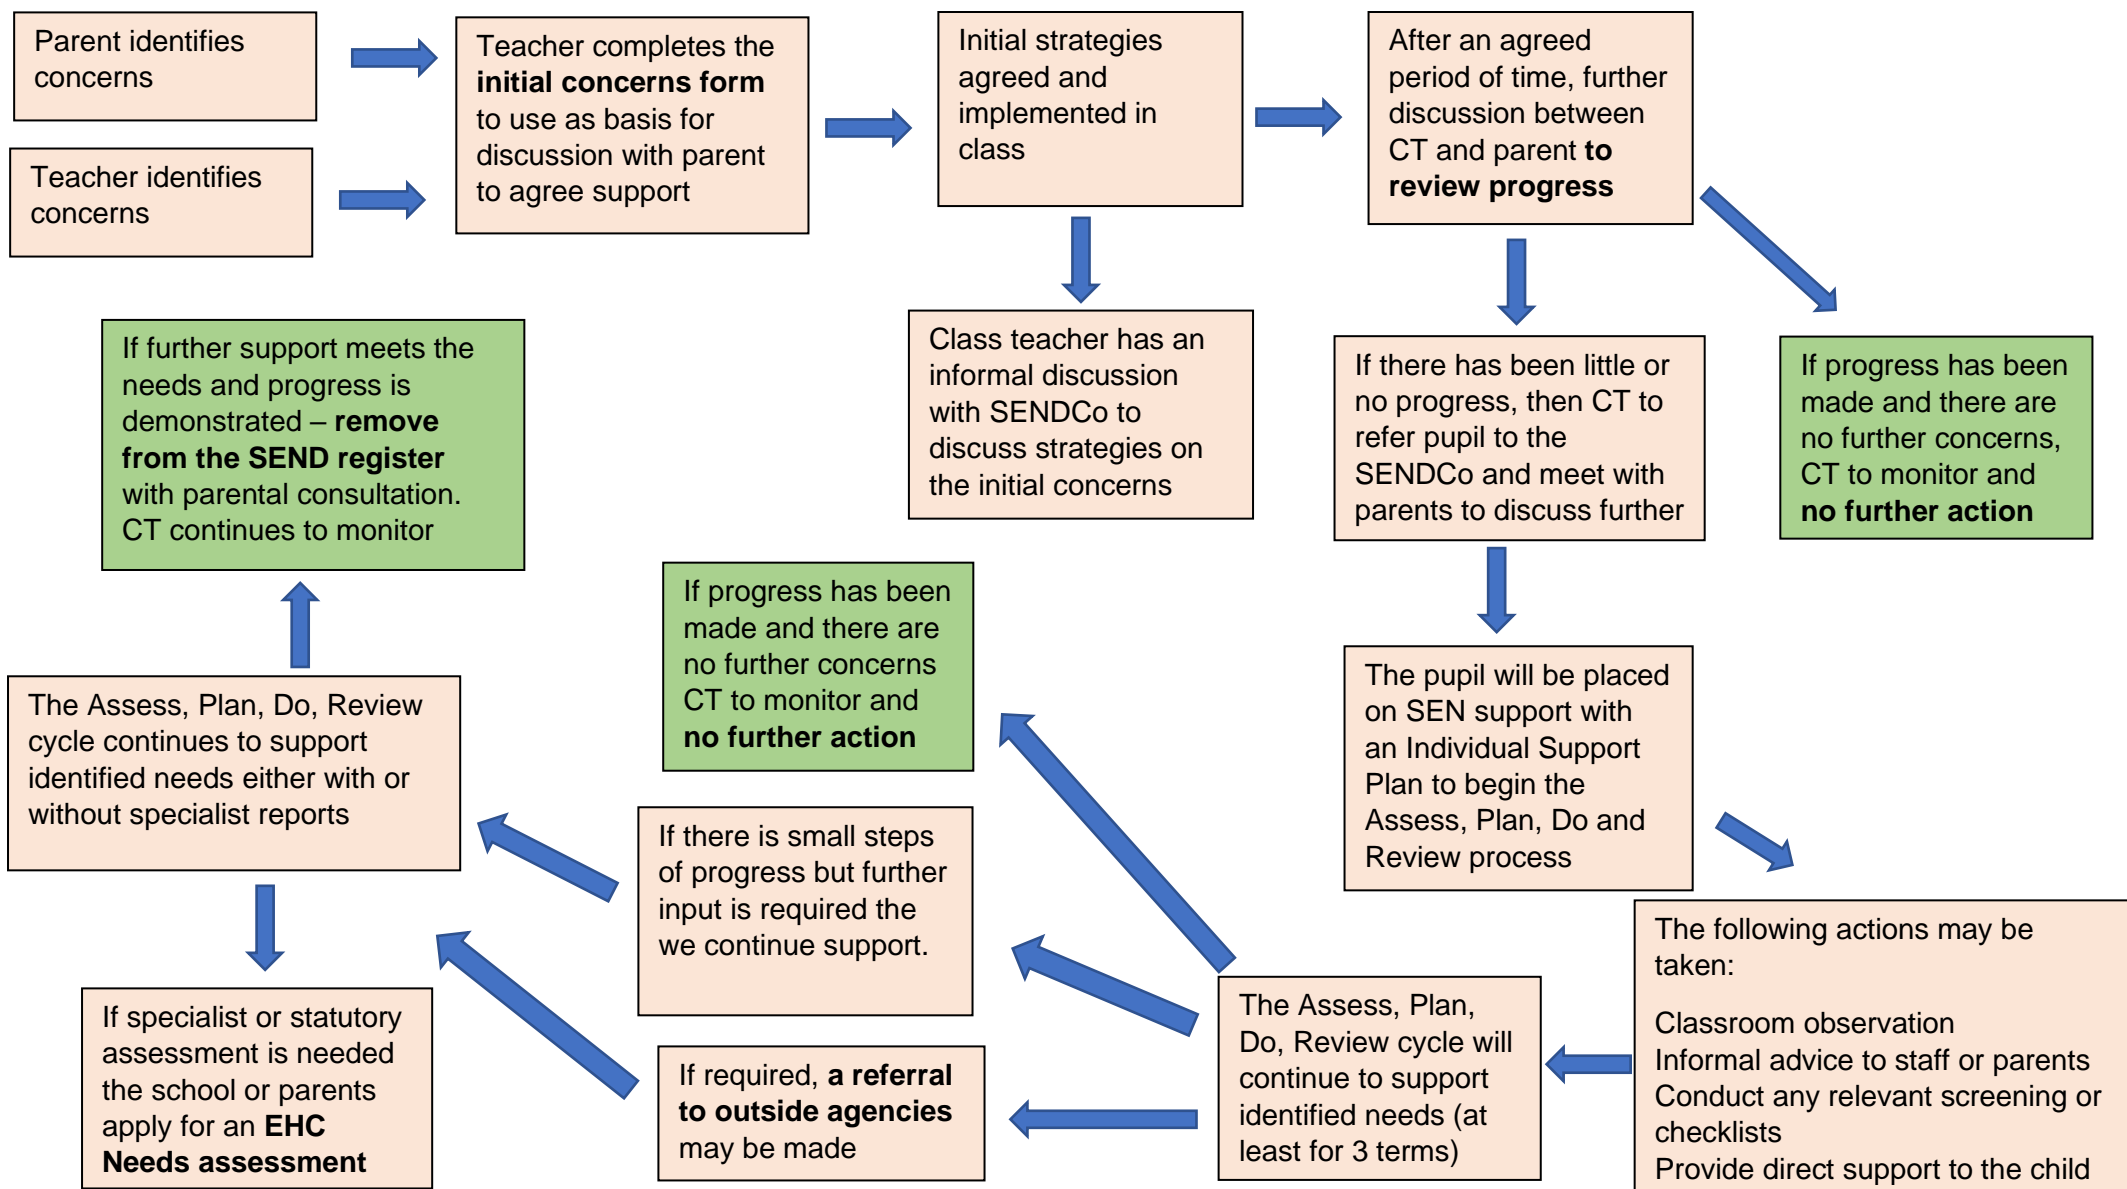 Parent identifies
concerns
Teacher identifies
concerns
Teacher completes the
initial concerns form
to use as basis for
discussion with parent
to agree support
Initial strategies
agreed and
implemented in
class
After an agreed
period of time, further
discussion between
CT and parent to
review progress
Class teacher has an
informal discussion
with SENDCo to
discuss strategies on
the initial concerns
If there has been little or
no progress, then CT to
refer pupil to the
SENDCo and meet with
parents to discuss further
If progress has been
made and there are
no further concerns,
CT to monitor and
no further action
The pupil will be placed
on SEN support with
an Individual Support
Plan to begin the
Assess, Plan, Do and
Review process
The following actions may be
taken:
Classroom observation
Informal advice to staff or parents
Conduct any relevant screening or
checklists
Provide direct support to the child
The Assess, Plan,
Do, Review cycle will
continue to support
identified needs (at
least for 3 terms)
If progress has been
made and there are
no further concerns
CT to monitor and
no further action
If there is small steps
of progress but further
input is required the
we continue support.
If required, a referral
to outside agencies
may be made
The Assess, Plan, Do, Review
cycle continues to support
identified needs either with or
without specialist reports
If further support meets the
needs and progress is
demonstrated – remove
from the SEND register
with parental consultation.
CT continues to monitor
If specialist or statutory
assessment is needed
the school or parents
apply for an EHC
Needs assessment